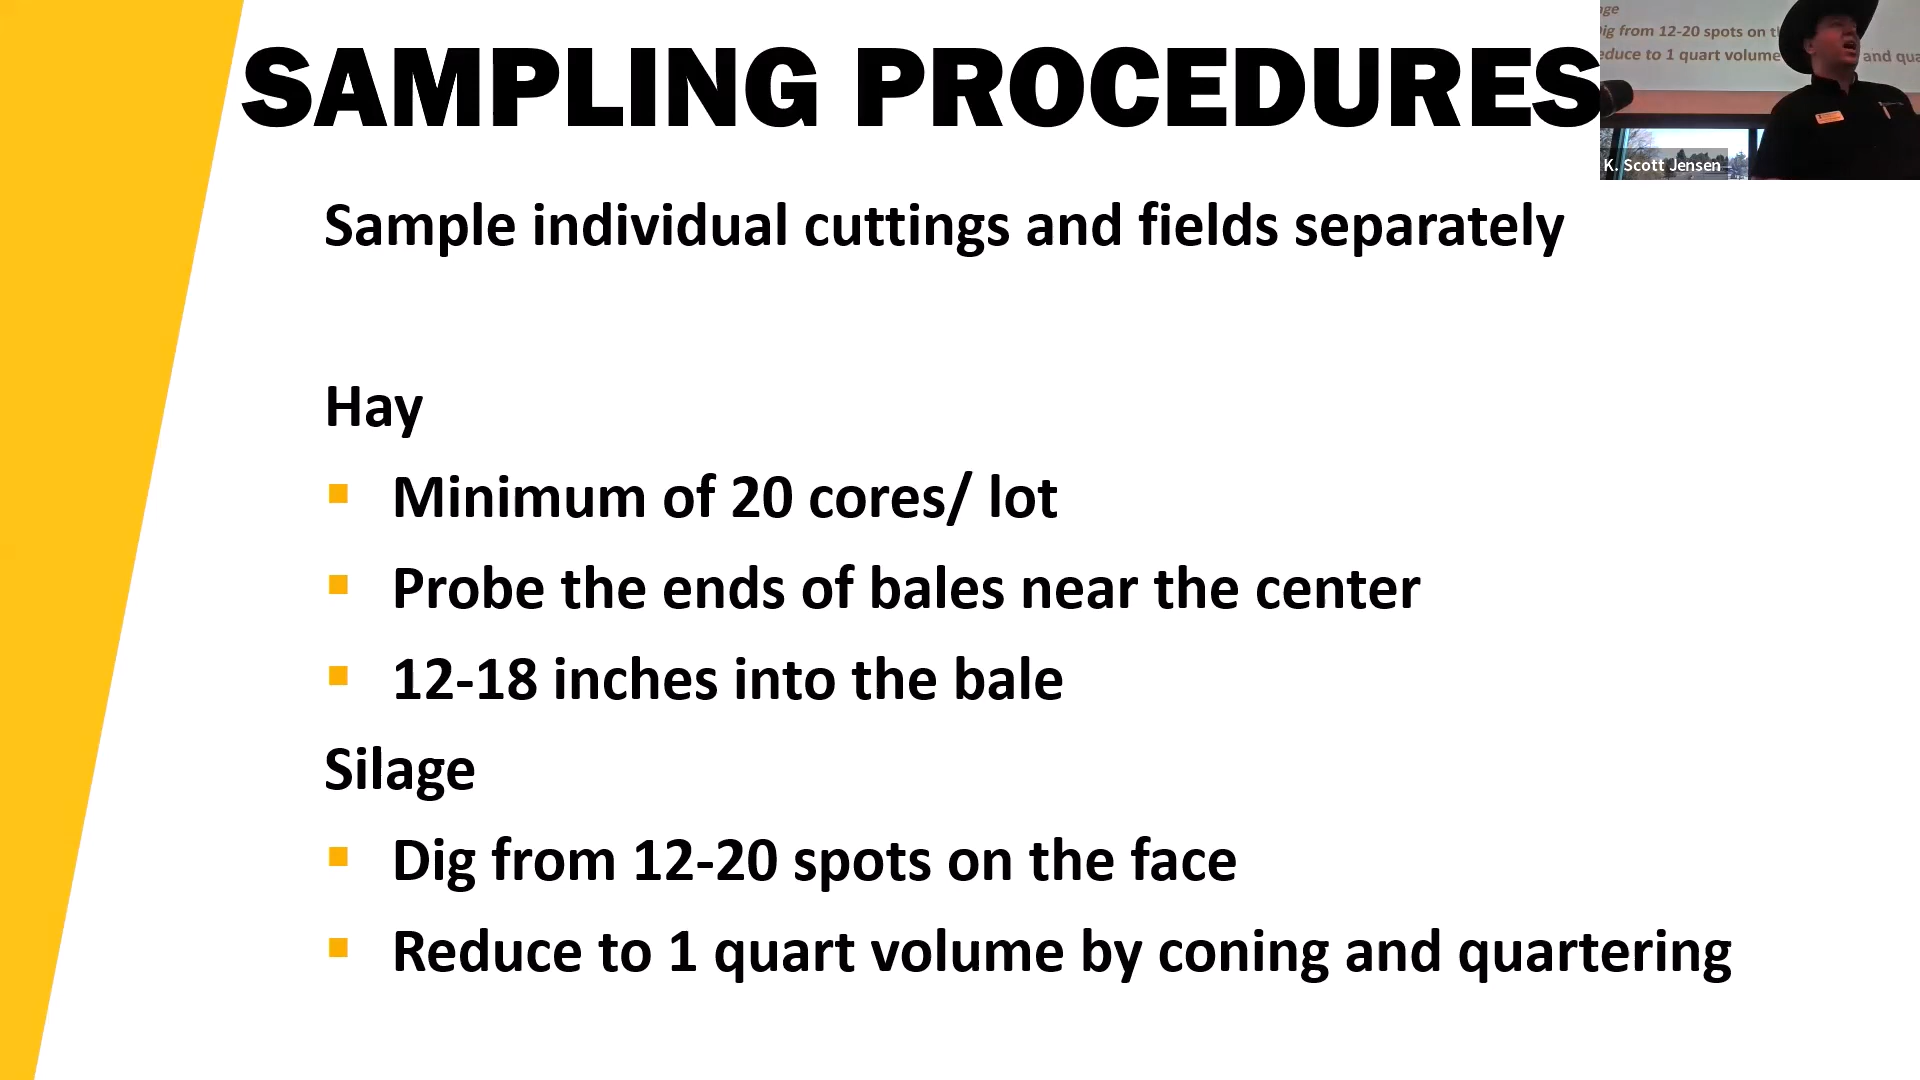 SAMPLING PROCEDURES
Sample individual cuttings and fields separately
Hay
▪ Minimum of 20 cores/ lot
▪ Probe the ends of bales near the center
▪ 12-18 inches into the bale
Silage
▪ Dig from 12-20 spots on the face
▪ Reduce to 1 quart volume by coning and quartering
from 12-20 spots on
to 1 quart volume and
K. Scott Jensen